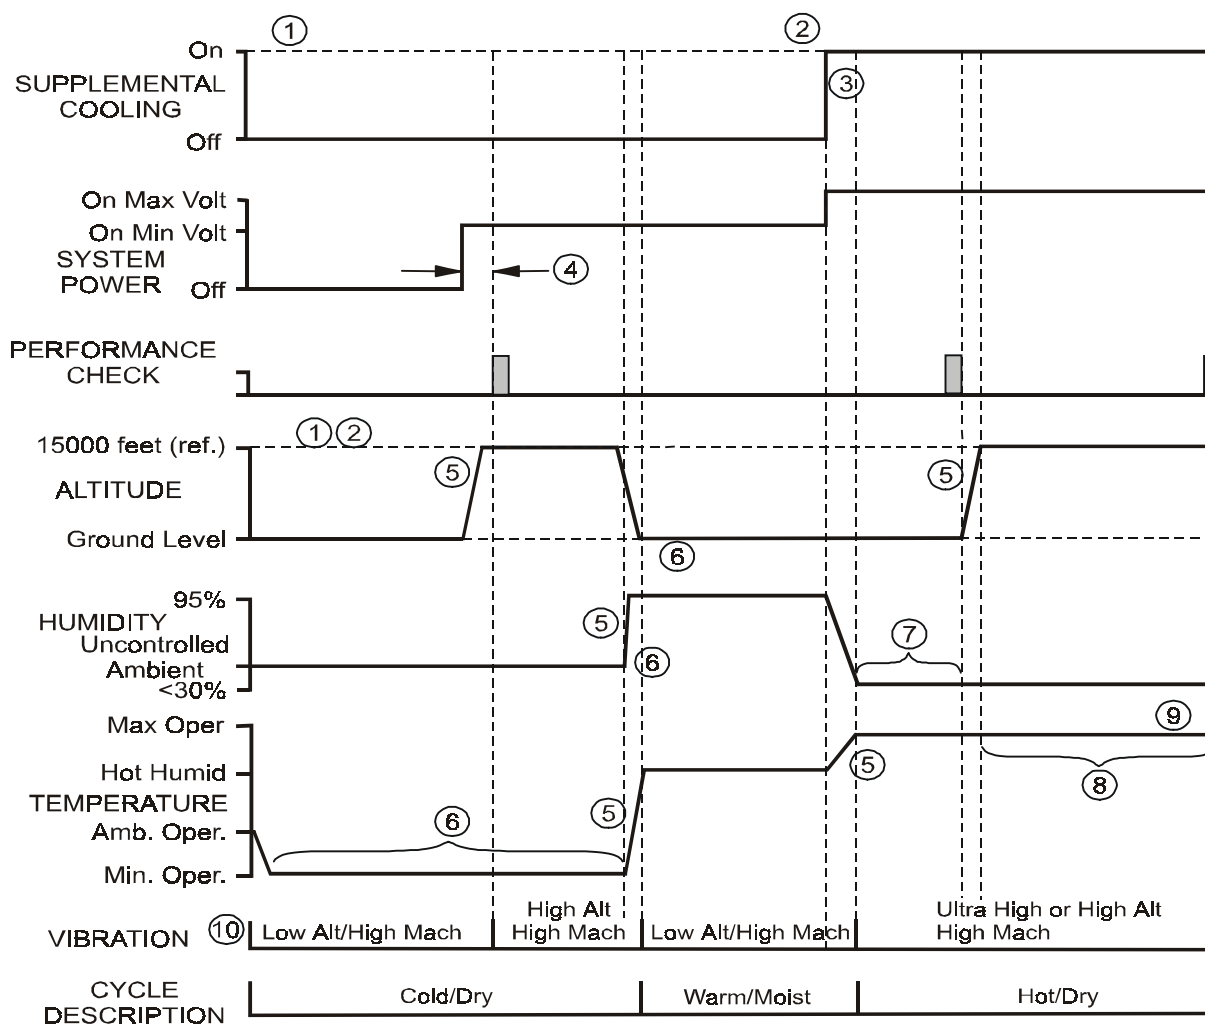 ① ②
On
SUPPLEMENTAL
COOLING
③
Off
On Max Volt
On Min Volt
SYSTEM
POWER
④
Off
PERFORMANCE
CHECK
① ②
15000 feet (ref.)
⑤ ⑤
ALTITUDE
Ground Level
⑥
95%
HUMIDITY
⑤ ⑦
Uncontrolled
Ambient
⑥
<30%
⑨
Max Oper
Hot Humid
⑤ ⑧
TEMPERATURE
⑥ ⑤
Amb. Oper.
Min. Oper.
VIBRATION ⑩
Low Alt/High Mach
High Alt
High Mach
Low Alt/High Mach
Ultra High or High Alt
High Mach
CYCLE
DESCRIPTION
Cold/Dry
Warm/Moist
Hot/Dry